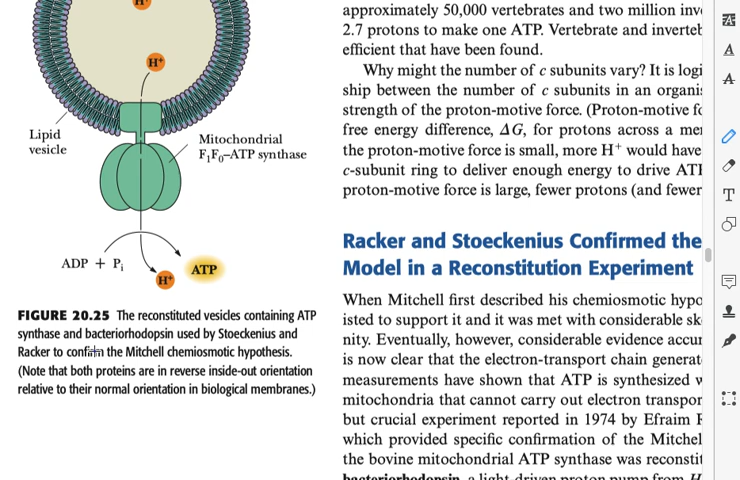 H+
H+
Lipid
vesicle
Mitochondrial
F1F0–ATP synthase
ADP + Pi
H+
ATP
FIGURE 20.25 The reconstituted vesicles containing ATP
synthase and bacteriorhodopsin used by Stoeckenius and
Racker to confirm the Mitchell chemiosmotic hypothesis.
(Note that both proteins are in reverse inside-out orientation
relative to their normal orientation in biological membranes.)
approximately 50,000 vertebrates and two million inv
2.7 protons to make one ATP. Vertebrate and inverteb
efficient that have been found.
Why might the number of c subunits vary? It is logi
ship between the number of c subunits in an organis
strength of the proton-motive force. (Proton-motive fo
free energy difference, ΔG, for protons across a mem
the proton-motive force is small, more H+ would have
c-subunit ring to deliver enough energy to drive ATP
proton-motive force is large, fewer protons (and fewer
Racker and Stoeckenius Confirmed the
Model in a Reconstitution Experiment
When Mitchell first described his chemiosmotic hypo
isted to support it and it was met with considerable sk
nity. Eventually, however, considerable evidence accum
is now clear that the electron-transport chain generat
measurements have shown that ATP is synthesized w
mitochondria that cannot carry out electron transpor
but crucial experiment reported in 1974 by Efraim R
which provided specific confirmation of the Mitchel
the bovine mitochondrial ATP synthase was reconstit
bacteriorhodopsin, a light-driven proton pump from H